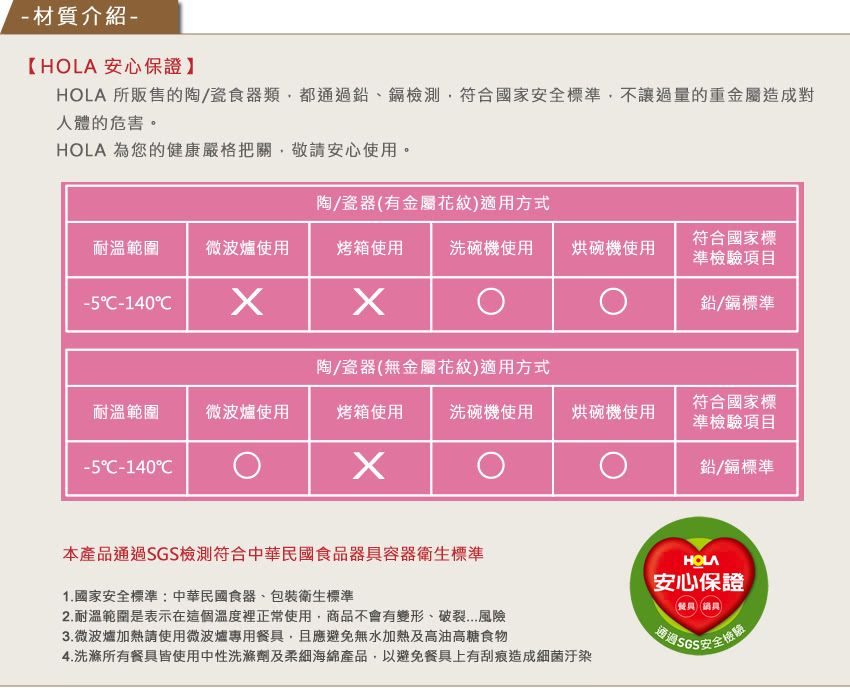 -材質介紹-
【HOLA 安心保證】
HOLA 所販售的陶/瓷食器類，都通過鉛、鎘檢測，符合國家安全標準，不讓過量的重金屬造成對
人體的危害。
HOLA 為您的健康嚴格把關，敬請安心使用。
陶/瓷器(有金屬花紋)適用方式
耐溫範圍 微波爐使用 烤箱使用 洗碗機使用 烘碗機使用 符合國家標
準檢驗項目
-5℃-140℃ ✕ ✕ ○ ○ 鉛/鎘標準
陶/瓷器(無金屬花紋)適用方式
耐溫範圍 微波爐使用 烤箱使用 洗碗機使用 烘碗機使用 符合國家標
準檢驗項目
-5℃-140℃ ○ ✕ ○ ○ 鉛/鎘標準
本產品通過SGS檢測符合中華民國食品器具容器衛生標準
1.國家安全標準：中華民國食器、包裝衛生標準
2.耐溫範圍是表示在這個溫度裡正常使用，商品不會有變形、破裂...風險
3.微波爐加熱請使用微波爐專用餐具，且應避免無水加熱及高油高糖食物
4.洗滌所有餐具皆使用中性洗滌劑及柔細海綿產品，以避免餐具上有刮痕造成細菌汙染
HOLA
安心保證
餐具 鍋具
通過SGS安全檢驗